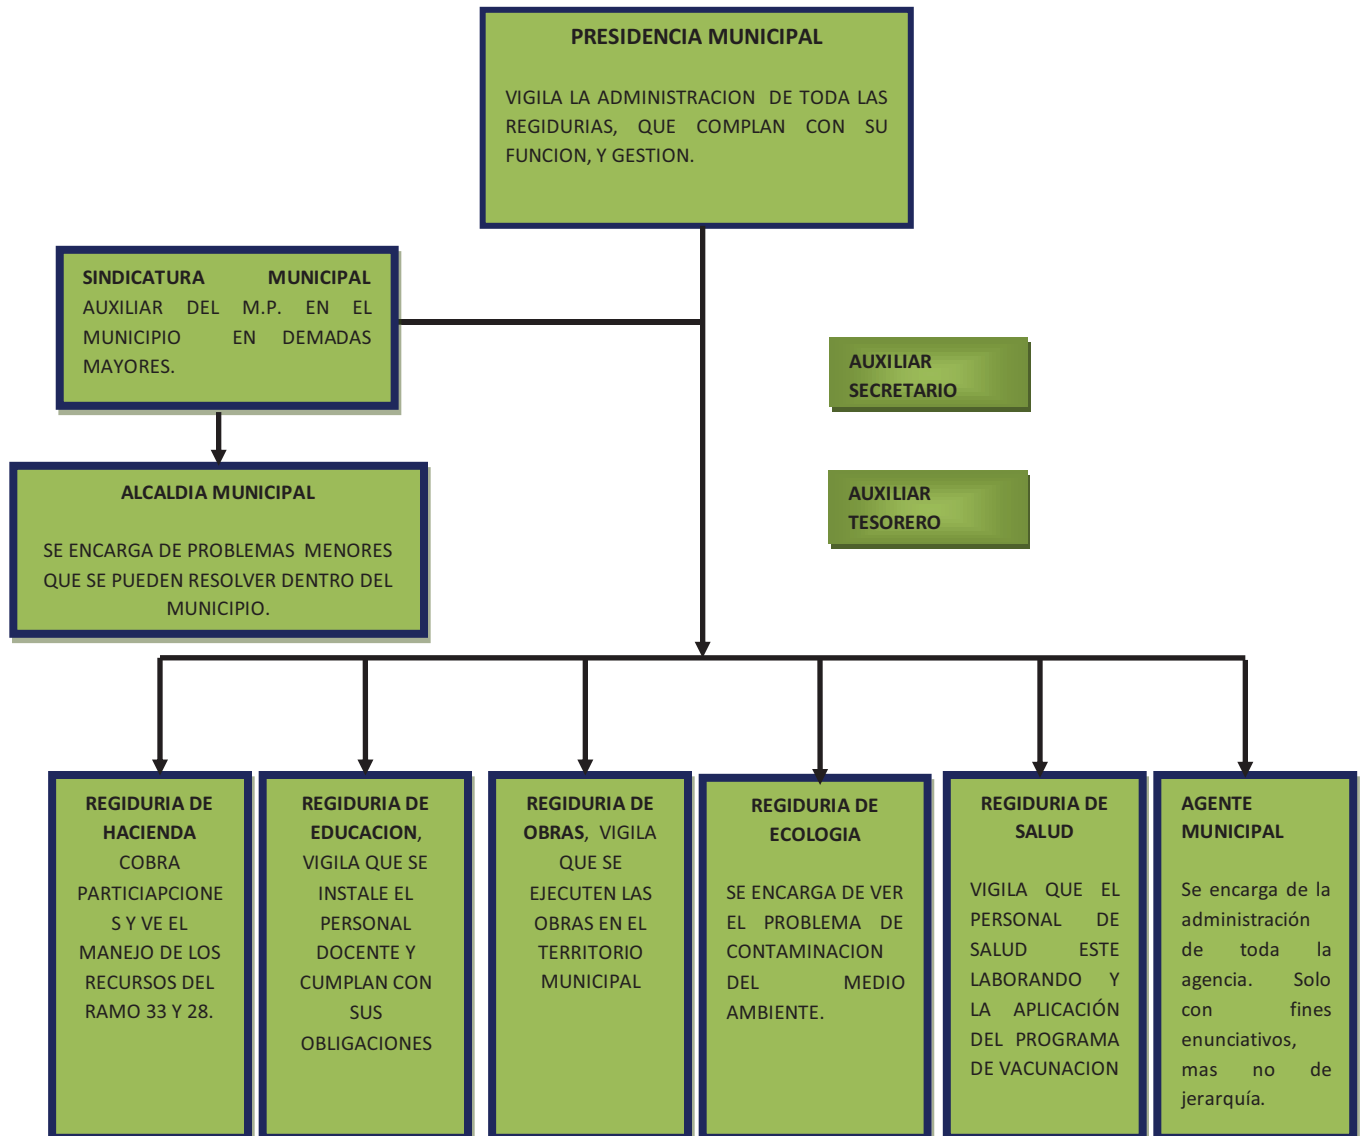 PRESIDENCIA MUNICIPAL
VIGILA LA ADMINISTRACION DE TODA LAS
REGIDURIAS, QUE COMPLAN CON SU
FUNCION, Y GESTION.
SINDICATURA MUNICIPAL
AUXILIAR DEL M.P. EN EL
MUNICIPIO EN DEMADAS
MAYORES.
AUXILIAR
SECRETARIO
ALCALDIA MUNICIPAL
SE ENCARGA DE PROBLEMAS MENORES
QUE SE PUEDEN RESOLVER DENTRO DEL
MUNICIPIO.
AUXILIAR
TESORERO
REGIDURIA DE
HACIENDA
COBRA
PARTICIAPCIONE
S Y VE EL
MANEJO DE LOS
RECURSOS DEL
RAMO 33 Y 28.
REGIDURIA DE
EDUCACION,
VIGILA QUE SE
INSTALE EL
PERSONAL
DOCENTE Y
CUMPLAN CON
SUS
OBLIGACIONES
REGIDURIA DE
OBRAS, VIGILA
QUE SE
EJECUTEN LAS
OBRAS EN EL
TERRITORIO
MUNICIPAL
REGIDURIA DE
ECOLOGIA
SE ENCARGA DE VER
EL PROBLEMA DE
CONTAMINACION
DEL MEDIO
AMBIENTE.
REGIDURIA DE
SALUD
VIGILA QUE EL
PERSONAL DE
SALUD ESTE
LABORANDO Y
LA APLICACIÓN
DEL PROGRAMA
DE VACUNACION
AGENTE
MUNICIPAL
Se encarga de la
administración
de toda la
agencia. Solo
con fines
enunciativos,
mas no de
jerarquía.